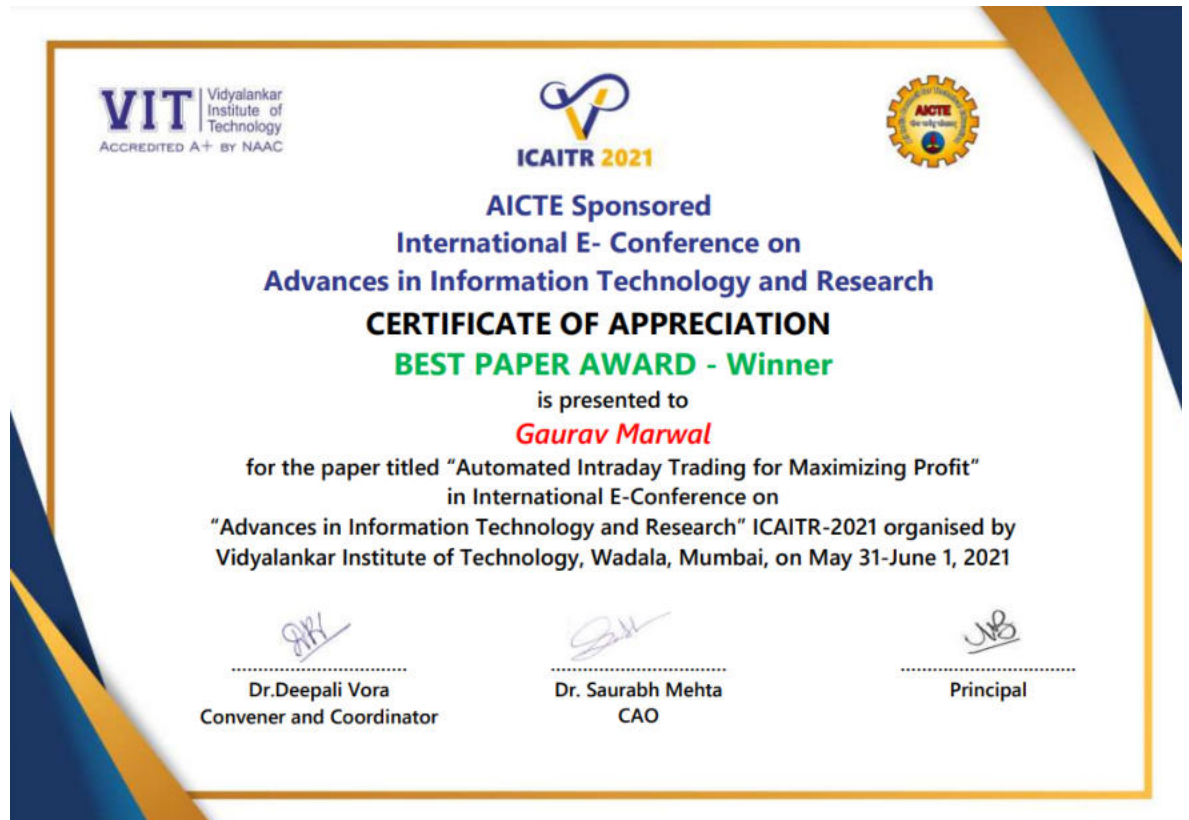 VIT
Vidyalankar
Institute of
Technology
ACCREDITED A+ BY NAAC
ICAITR 2021
AICTE
AICTE Sponsored
International E- Conference on
Advances in Information Technology and Research
CERTIFICATE OF APPRECIATION
BEST PAPER AWARD - Winner
is presented to
Gaurav Marwal
for the paper titled “Automated Intraday Trading for Maximizing Profit”
in International E-Conference on
“Advances in Information Technology and Research” ICAITR-2021 organised by
Vidyalankar Institute of Technology, Wadala, Mumbai, on May 31-June 1, 2021
Dr.Deepali Vora
Dr. Saurabh Mehta
Principal
Convener and Coordinator
CAO